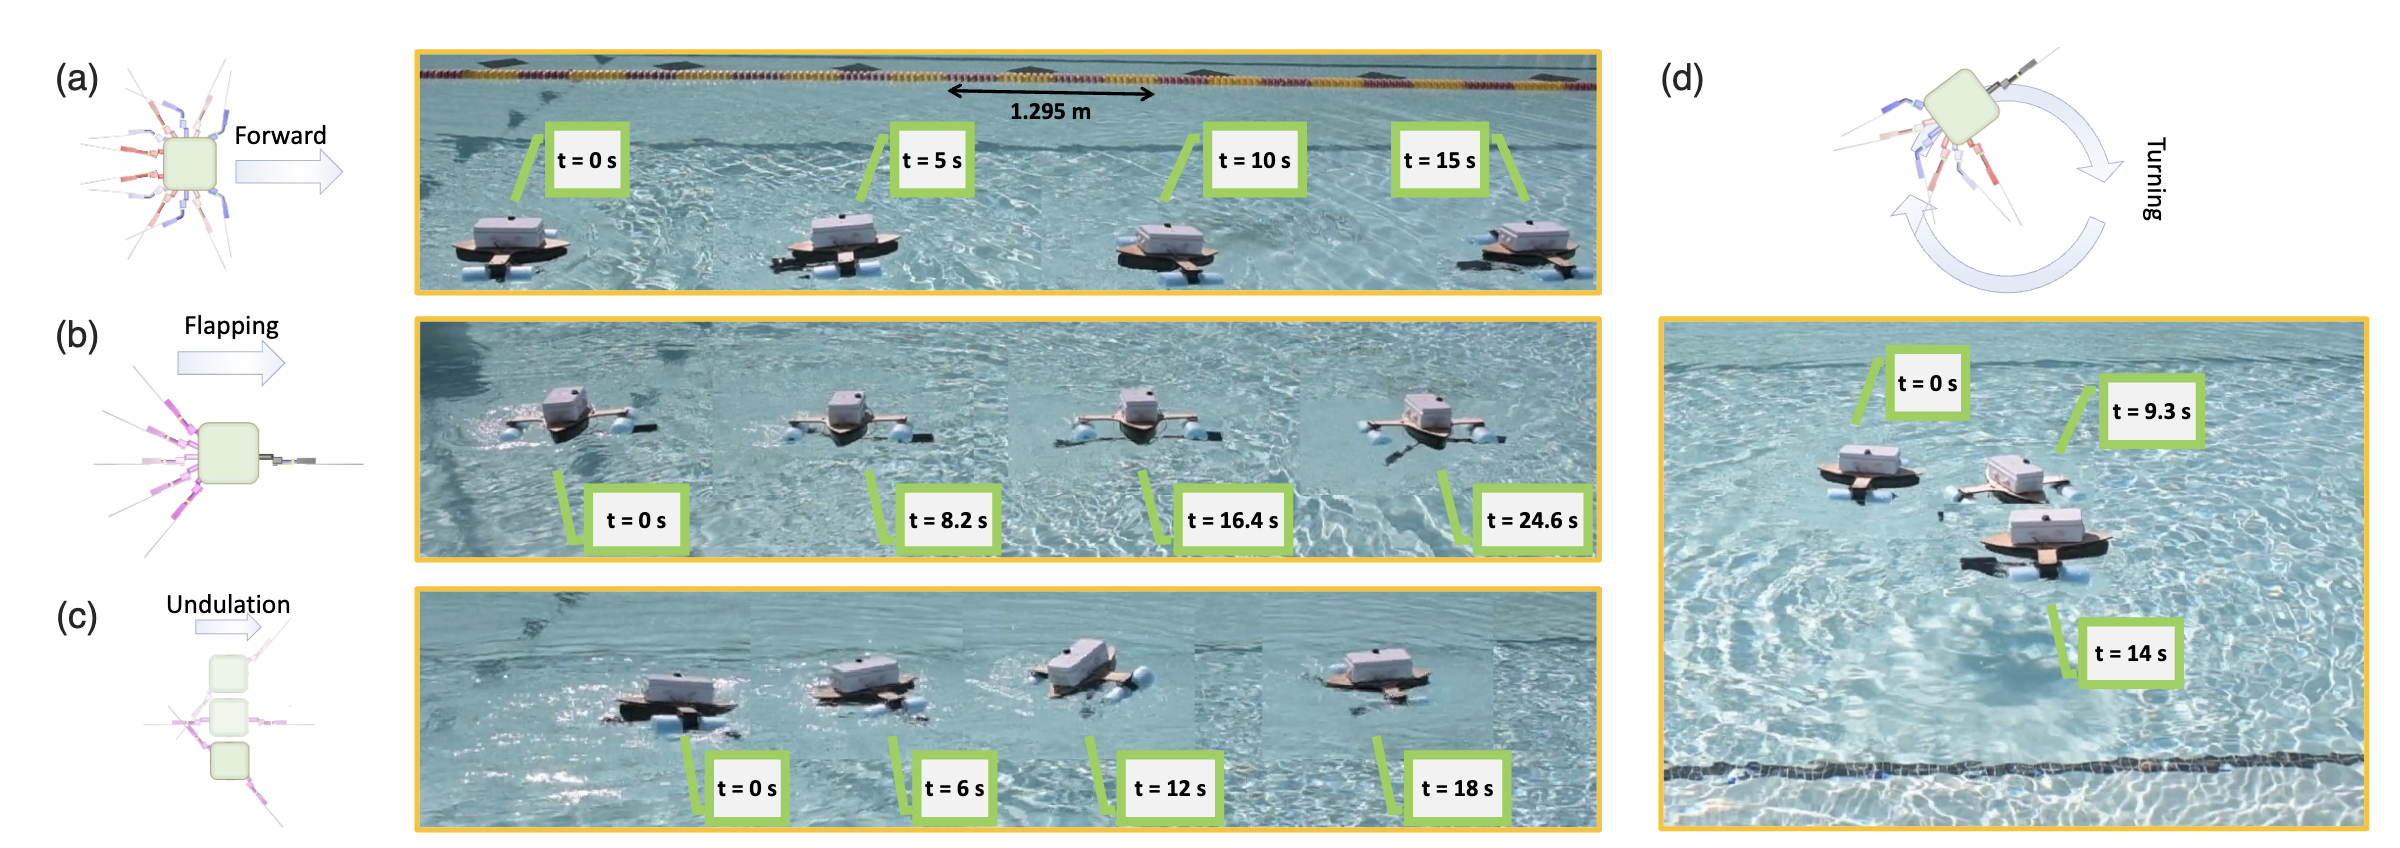 (a)
Forward
1.295 m
t = 0 s
t = 5 s
t = 10 s
t = 15 s
(b)
Flapping
t = 0 s
t = 8.2 s
t = 16.4 s
t = 24.6 s
(c)
Undulation
t = 0 s
t = 6 s
t = 12 s
t = 18 s
(d)
Turning
t = 0 s
t = 9.3 s
t = 14 s